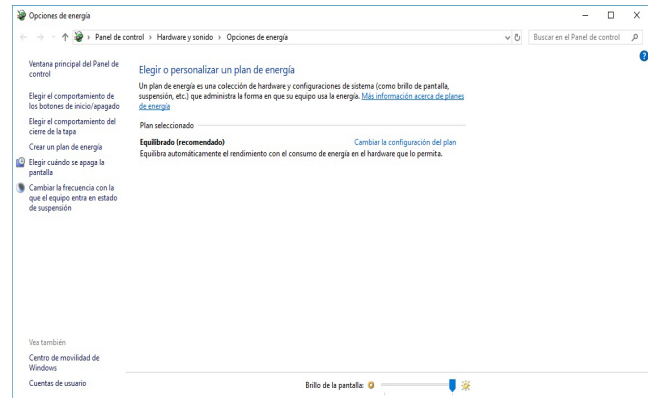 Opciones de energía
Panel de control > Hardware y sonido > Opciones de energía
Buscar en el Panel de control
Ventana principal del Panel de
control
Elegir el comportamiento de
los botones de inicio/apagado
Elegir el comportamiento del
cierre de la tapa
Crear un plan de energía
Elegir cuándo se apaga la
pantalla
Cambiar la frecuencia con la
que el equipo entra en estado
de suspensión
Elegir o personalizar un plan de energía
Un plan de energía es una colección de hardware y configuraciones de sistema (como brillo de pantalla,
suspensión, etc.) que administra la forma en que su equipo usa la energía. Más información acerca de planes
de energía
Plan seleccionado
Equilibrado (recomendado)
Cambiar la configuración del plan
Equilibra automáticamente el rendimiento con el consumo de energía en el hardware que lo permita.
Vea también
Centro de movilidad de
Windows
Cuentas de usuario
Brillo de la pantalla: